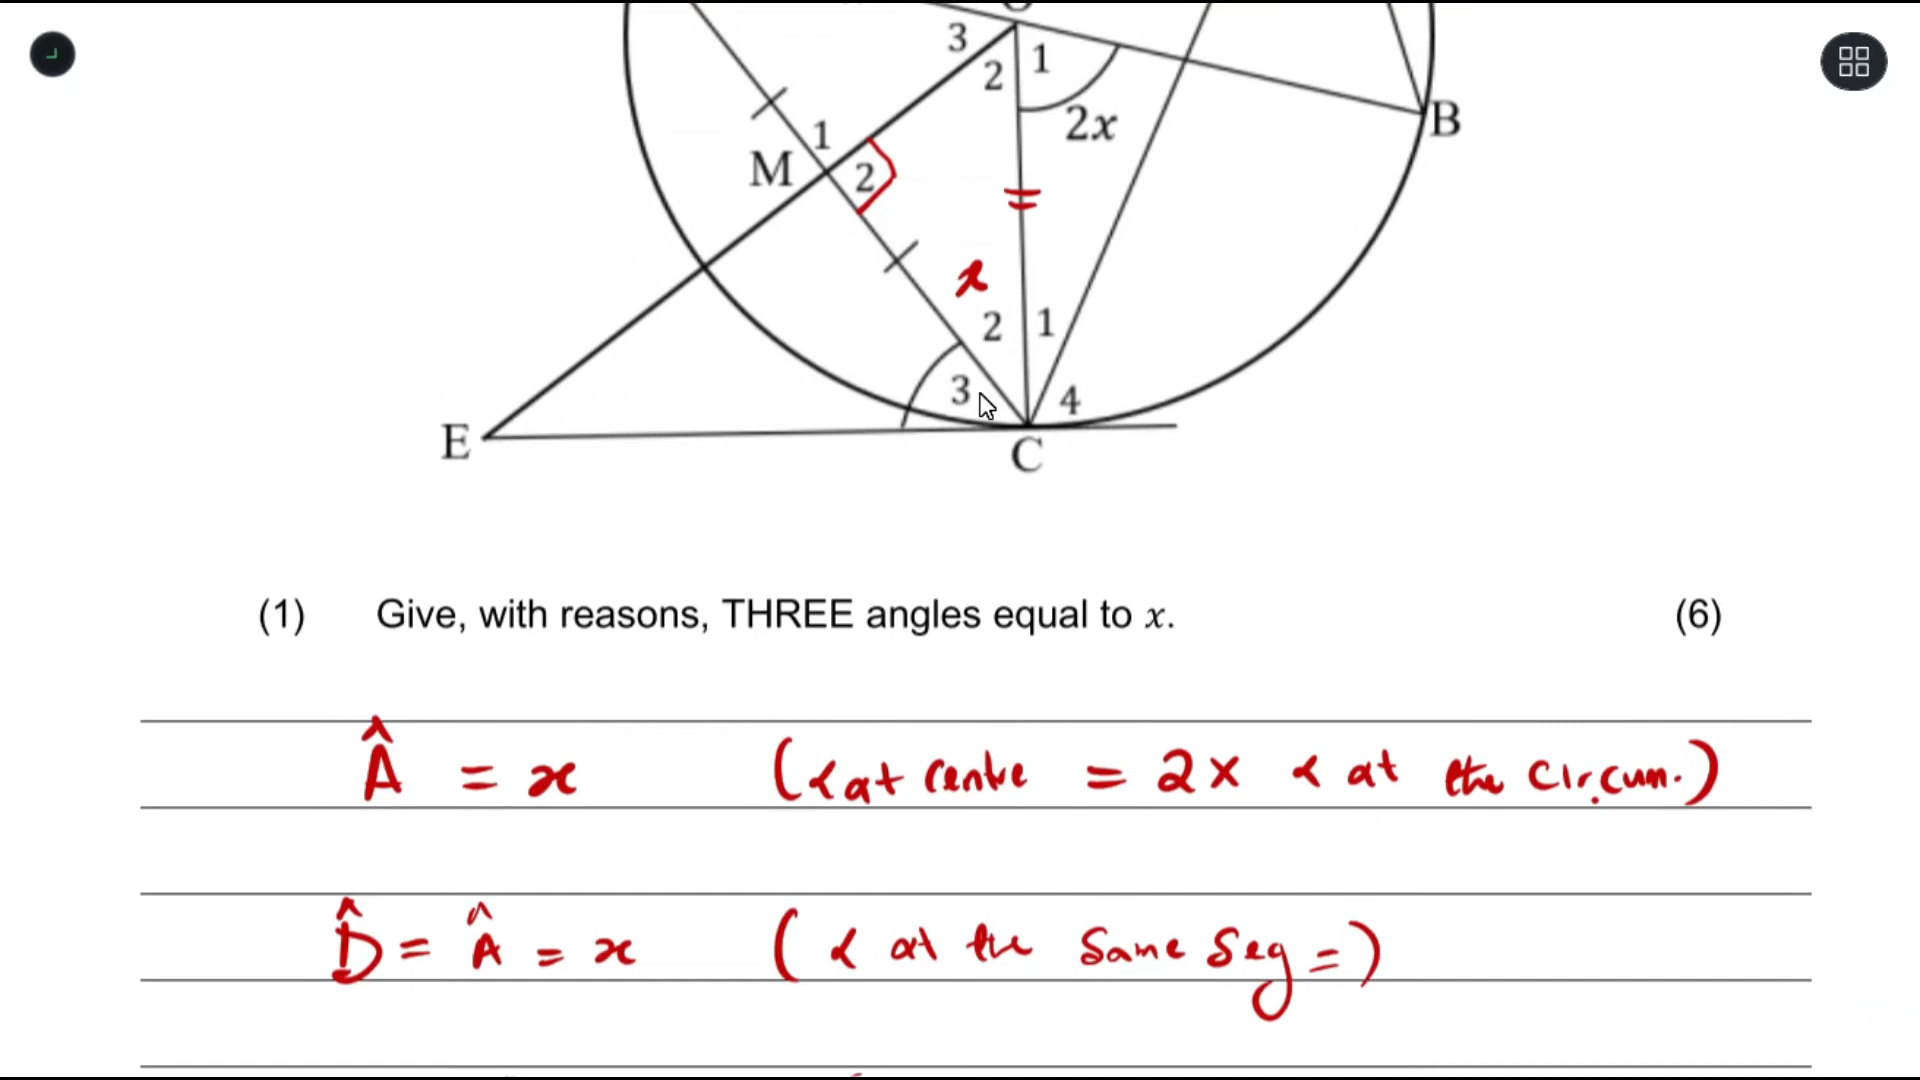 3
2
1
2x
B
1
M
2
x
2
1
3
4
E
C
(1) Give, with reasons, THREE angles equal to x. (6)
Â = x (∠ at centre = 2 x ∠ at the Circum.)
D̂ = Â = x (∠ at the same seg =)